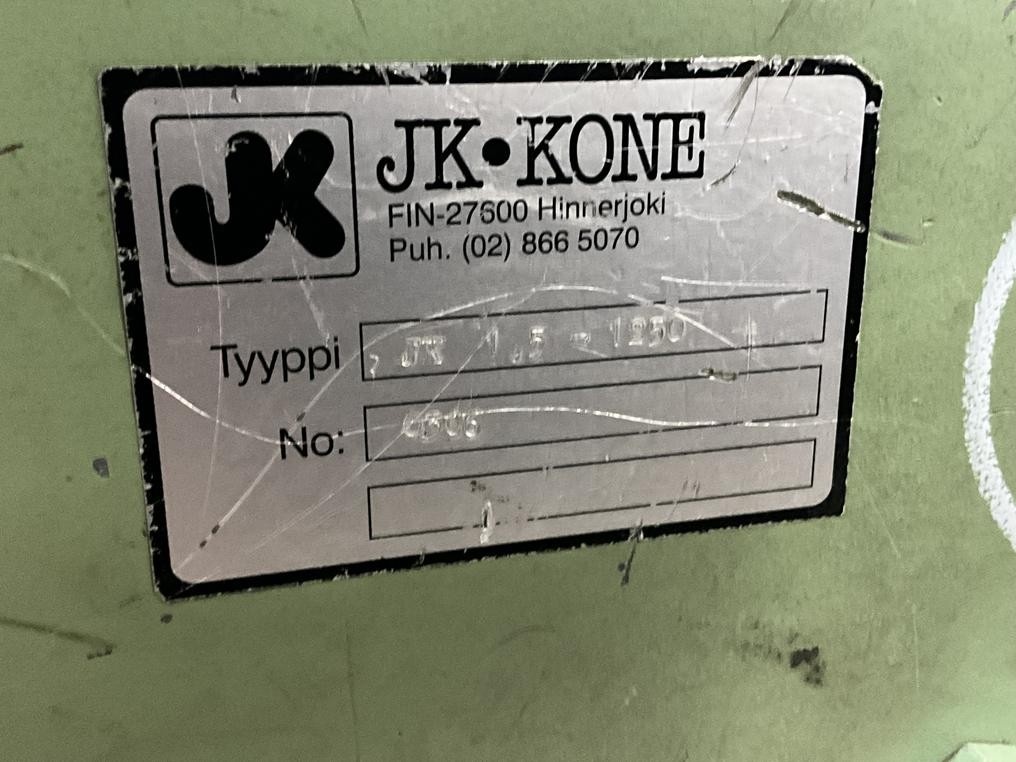 JK
JK•KONE
FIN-27600 Hinnerjoki
Puh. (02) 866 5070
Tyyppi JK 1.5 - 1250
No: